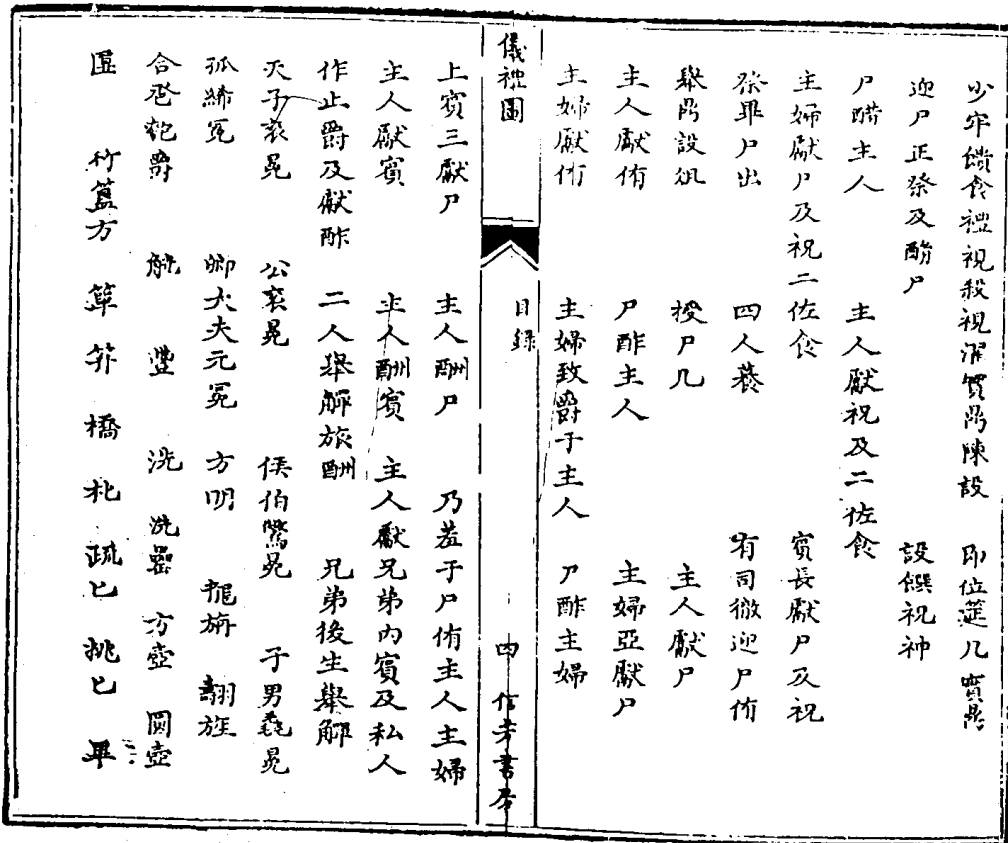 少牢饋食禮視殺視濯實鼎陳設 即位筵几實鼎
迎尸正祭及酳尸 設饌祝神
尸醋主人 主人獻祝及二佐食
主婦獻尸及祝二佐食 賓長獻尸及祝
祭畢尸出 四人養 有司徹迎尸侑
舉鼎設俎 授尸几 主人獻尸
主人獻侑 尸酢主人 主婦亞獻尸
主婦獻侑 主婦致爵于主人 尸酢主婦
儀禮圖 目錄 四 信芳書房
上賓三獻尸 主人酬尸 乃羞于尸侑主人主婦
主人獻賓 主人酬賓 主人獻兄弟內賓及私人
作止爵及獻酢 二人舉觶旅酬 兄弟後生舉觶
天子袞冕 公袞冕 侯伯鷩冕 子男毳冕
孤絺冕 卿大夫元冕 方明 龍旂 翿旌
合卺匏爵 觶 豐 洗 洗罍 方壺 圓壺
匡 竹簋方 簞 笲 橋 朼 疏匕 挑匕 畢